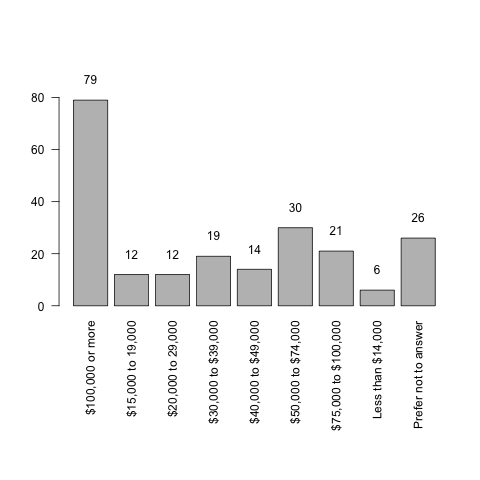 79
80
60
40
30
26
21
20
19
14
12
12
6
0
$100,000 or more
$15,000 to 19,000
$20,000 to 29,000
$30,000 to $39,000
$40,000 to $49,000
$50,000 to $74,000
$75,000 to $100,000
Less than $14,000
Prefer not to answer